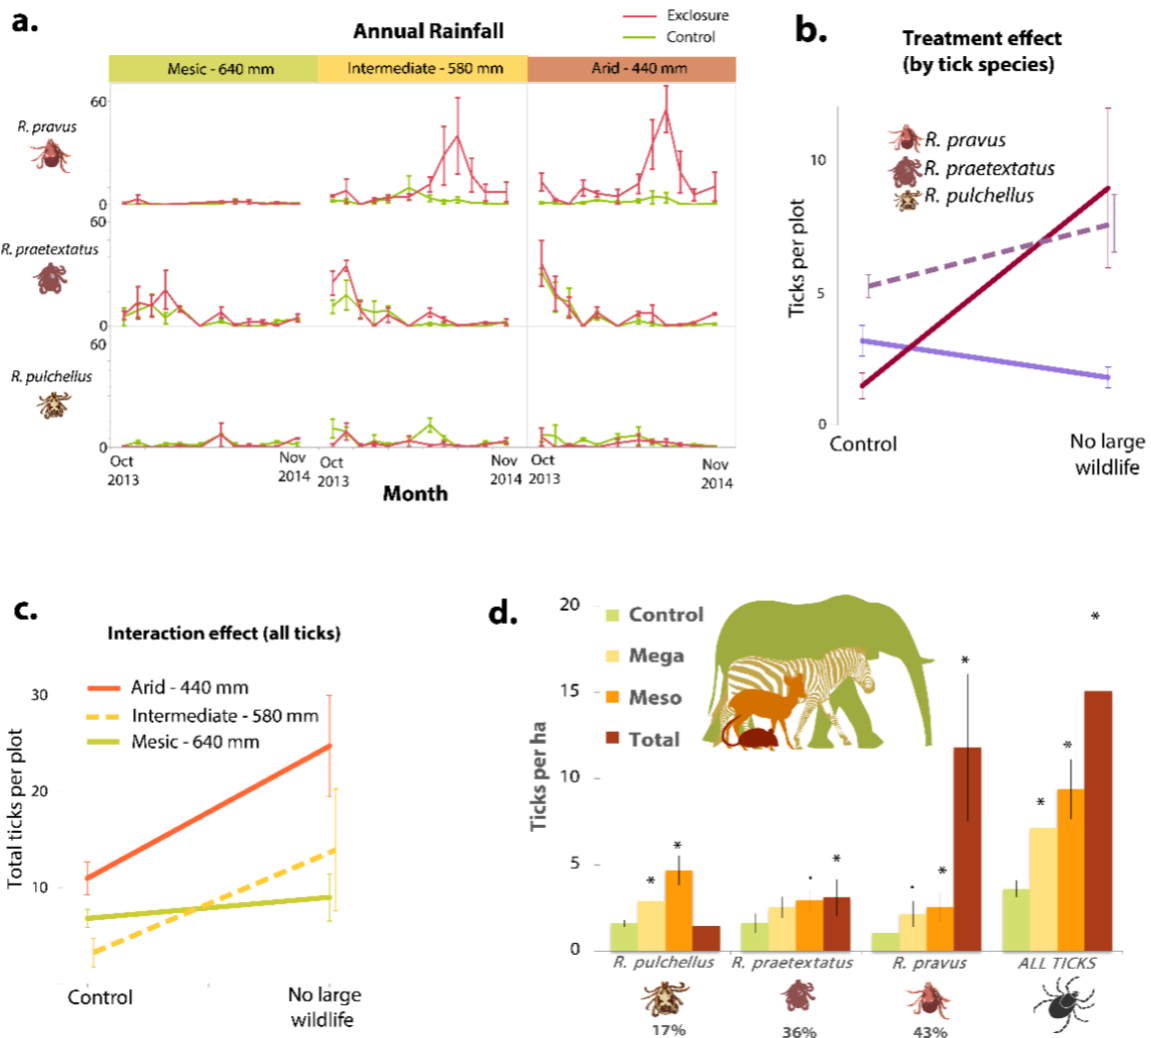 a.
Annual Rainfall
Exclosure
Control
Mesic - 640 mm
Intermediate - 580 mm
Arid - 440 mm
R. pravus
60
0
R. praetextatus
60
0
R. pulchellus
60
0
Oct
2013
Nov
2014
Oct
2013
Nov
2014
Oct
2013
Nov
2014
Month
b.
Treatment effect
(by tick species)
R. pravus
R. praetextatus
R. pulchellus
Ticks per plot
10
5
0
Control
No large
wildlife
c.
Interaction effect (all ticks)
Arid - 440 mm
Intermediate - 580 mm
Mesic - 640 mm
Total ticks per plot
30
20
10
Control
No large
wildlife
d.
Control
Mega
Meso
Total
Ticks per ha
20
15
10
5
0
* * . * . * * * * *
R. pulchellus
R. praetextatus
R. pravus
ALL TICKS
17%
36%
43%